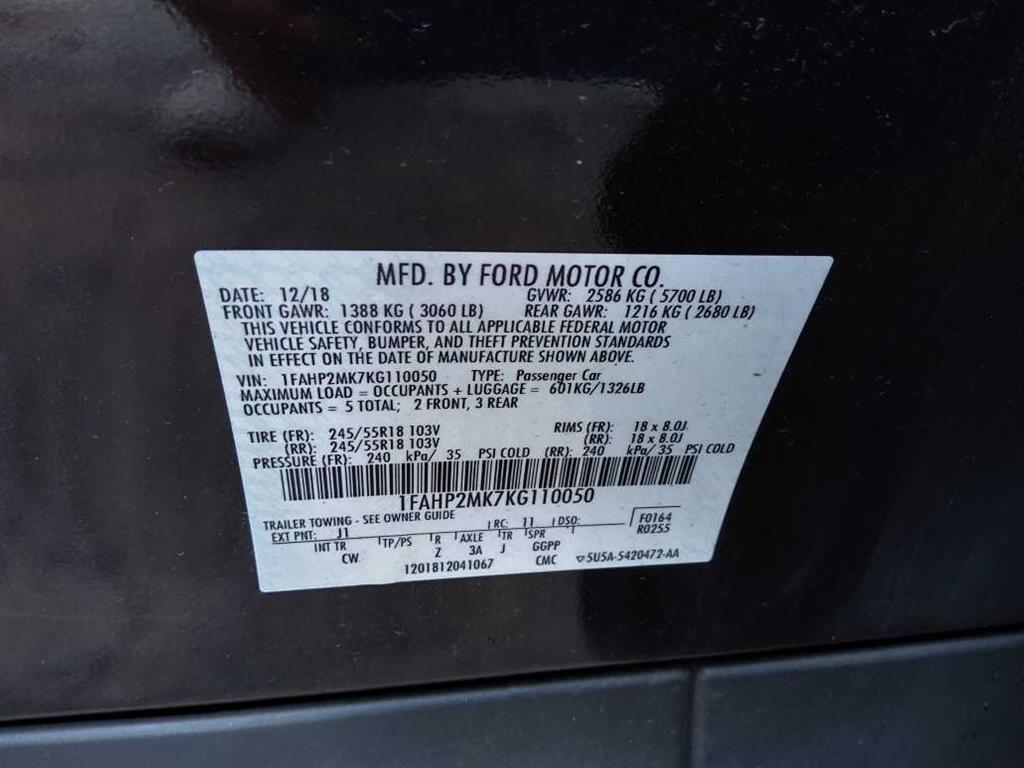 MFD. BY FORD MOTOR CO.
DATE: 12/18 GVWR: 2586 KG ( 5700 LB)
FRONT GAWR: 1388 KG ( 3060 LB) REAR GAWR: 1216 KG ( 2680 LB)
THIS VEHICLE CONFORMS TO ALL APPLICABLE FEDERAL MOTOR
VEHICLE SAFETY, BUMPER, AND THEFT PREVENTION STANDARDS
IN EFFECT ON THE DATE OF MANUFACTURE SHOWN ABOVE.
VIN: 1FAHP2MK7KG110050 TYPE: Passenger Car
MAXIMUM LOAD = OCCUPANTS + LUGGAGE = 601KG/1326LB
OCCUPANTS = 5 TOTAL; 2 FRONT, 3 REAR
TIRE (FR): 245/55R18 103V RIMS (FR): 18 x 8.0J
(RR): 245/55R18 103V (RR): 18 x 8.0J
PRESSURE (FR): 240 kPa/ 35 PSI COLD (RR): 240 kPa/ 35 PSI COLD
1FAHP2MK7KG110050
TRAILER TOWING - SEE OWNER GUIDE
EXT PNT: J1 RC: 11 DSO: F0164
INT TR TP/PS R AXLE TR SPR R0255
CW Z 3A J GGPP
1201812041067 CMC ▽5U5A-5420472-AA